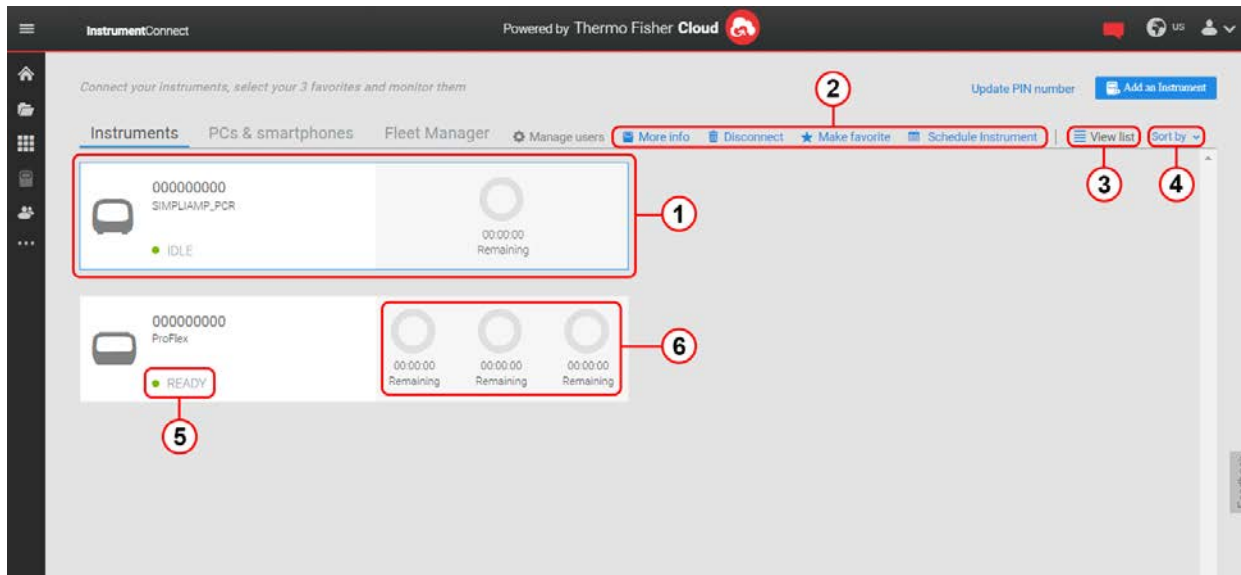 InstrumentConnect
Powered by Thermo Fisher Cloud
US
Connect your instruments, select your 3 favorites and monitor them
2
Update PIN number
Add an Instrument
Instruments PCs & smartphones Fleet Manager Manage users More info Disconnect Make favorite Schedule Instrument | View list Sort by
3 4
000000000
SIMPLIAMP_PCR
1
00:00:00
IDLE
Remaining
000000000
ProFlex
6
00:00:00 00:00:00 00:00:00
Remaining Remaining Remaining
READY
5